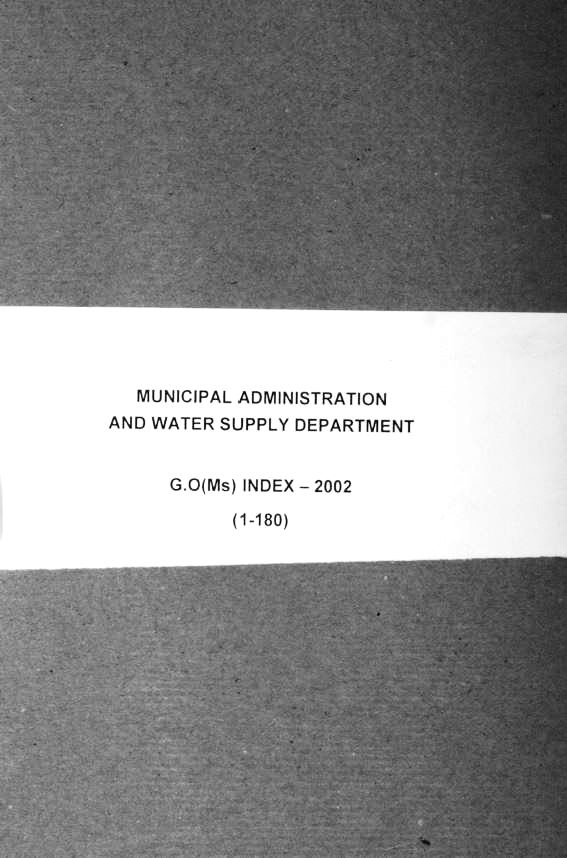 MUNICIPAL ADMINISTRATION
AND WATER SUPPLY DEPARTMENT
G.O(Ms) INDEX – 2002
(1-180)